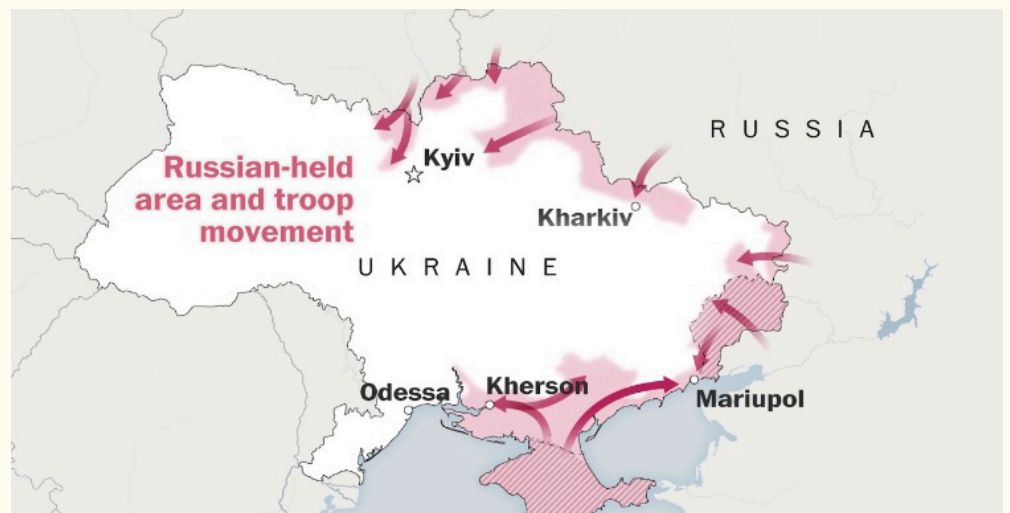 RUSSIA
Kyiv
Russian-held
area and troop
movement
Kharkiv
UKRAINE
Odessa
Kherson
Mariupol